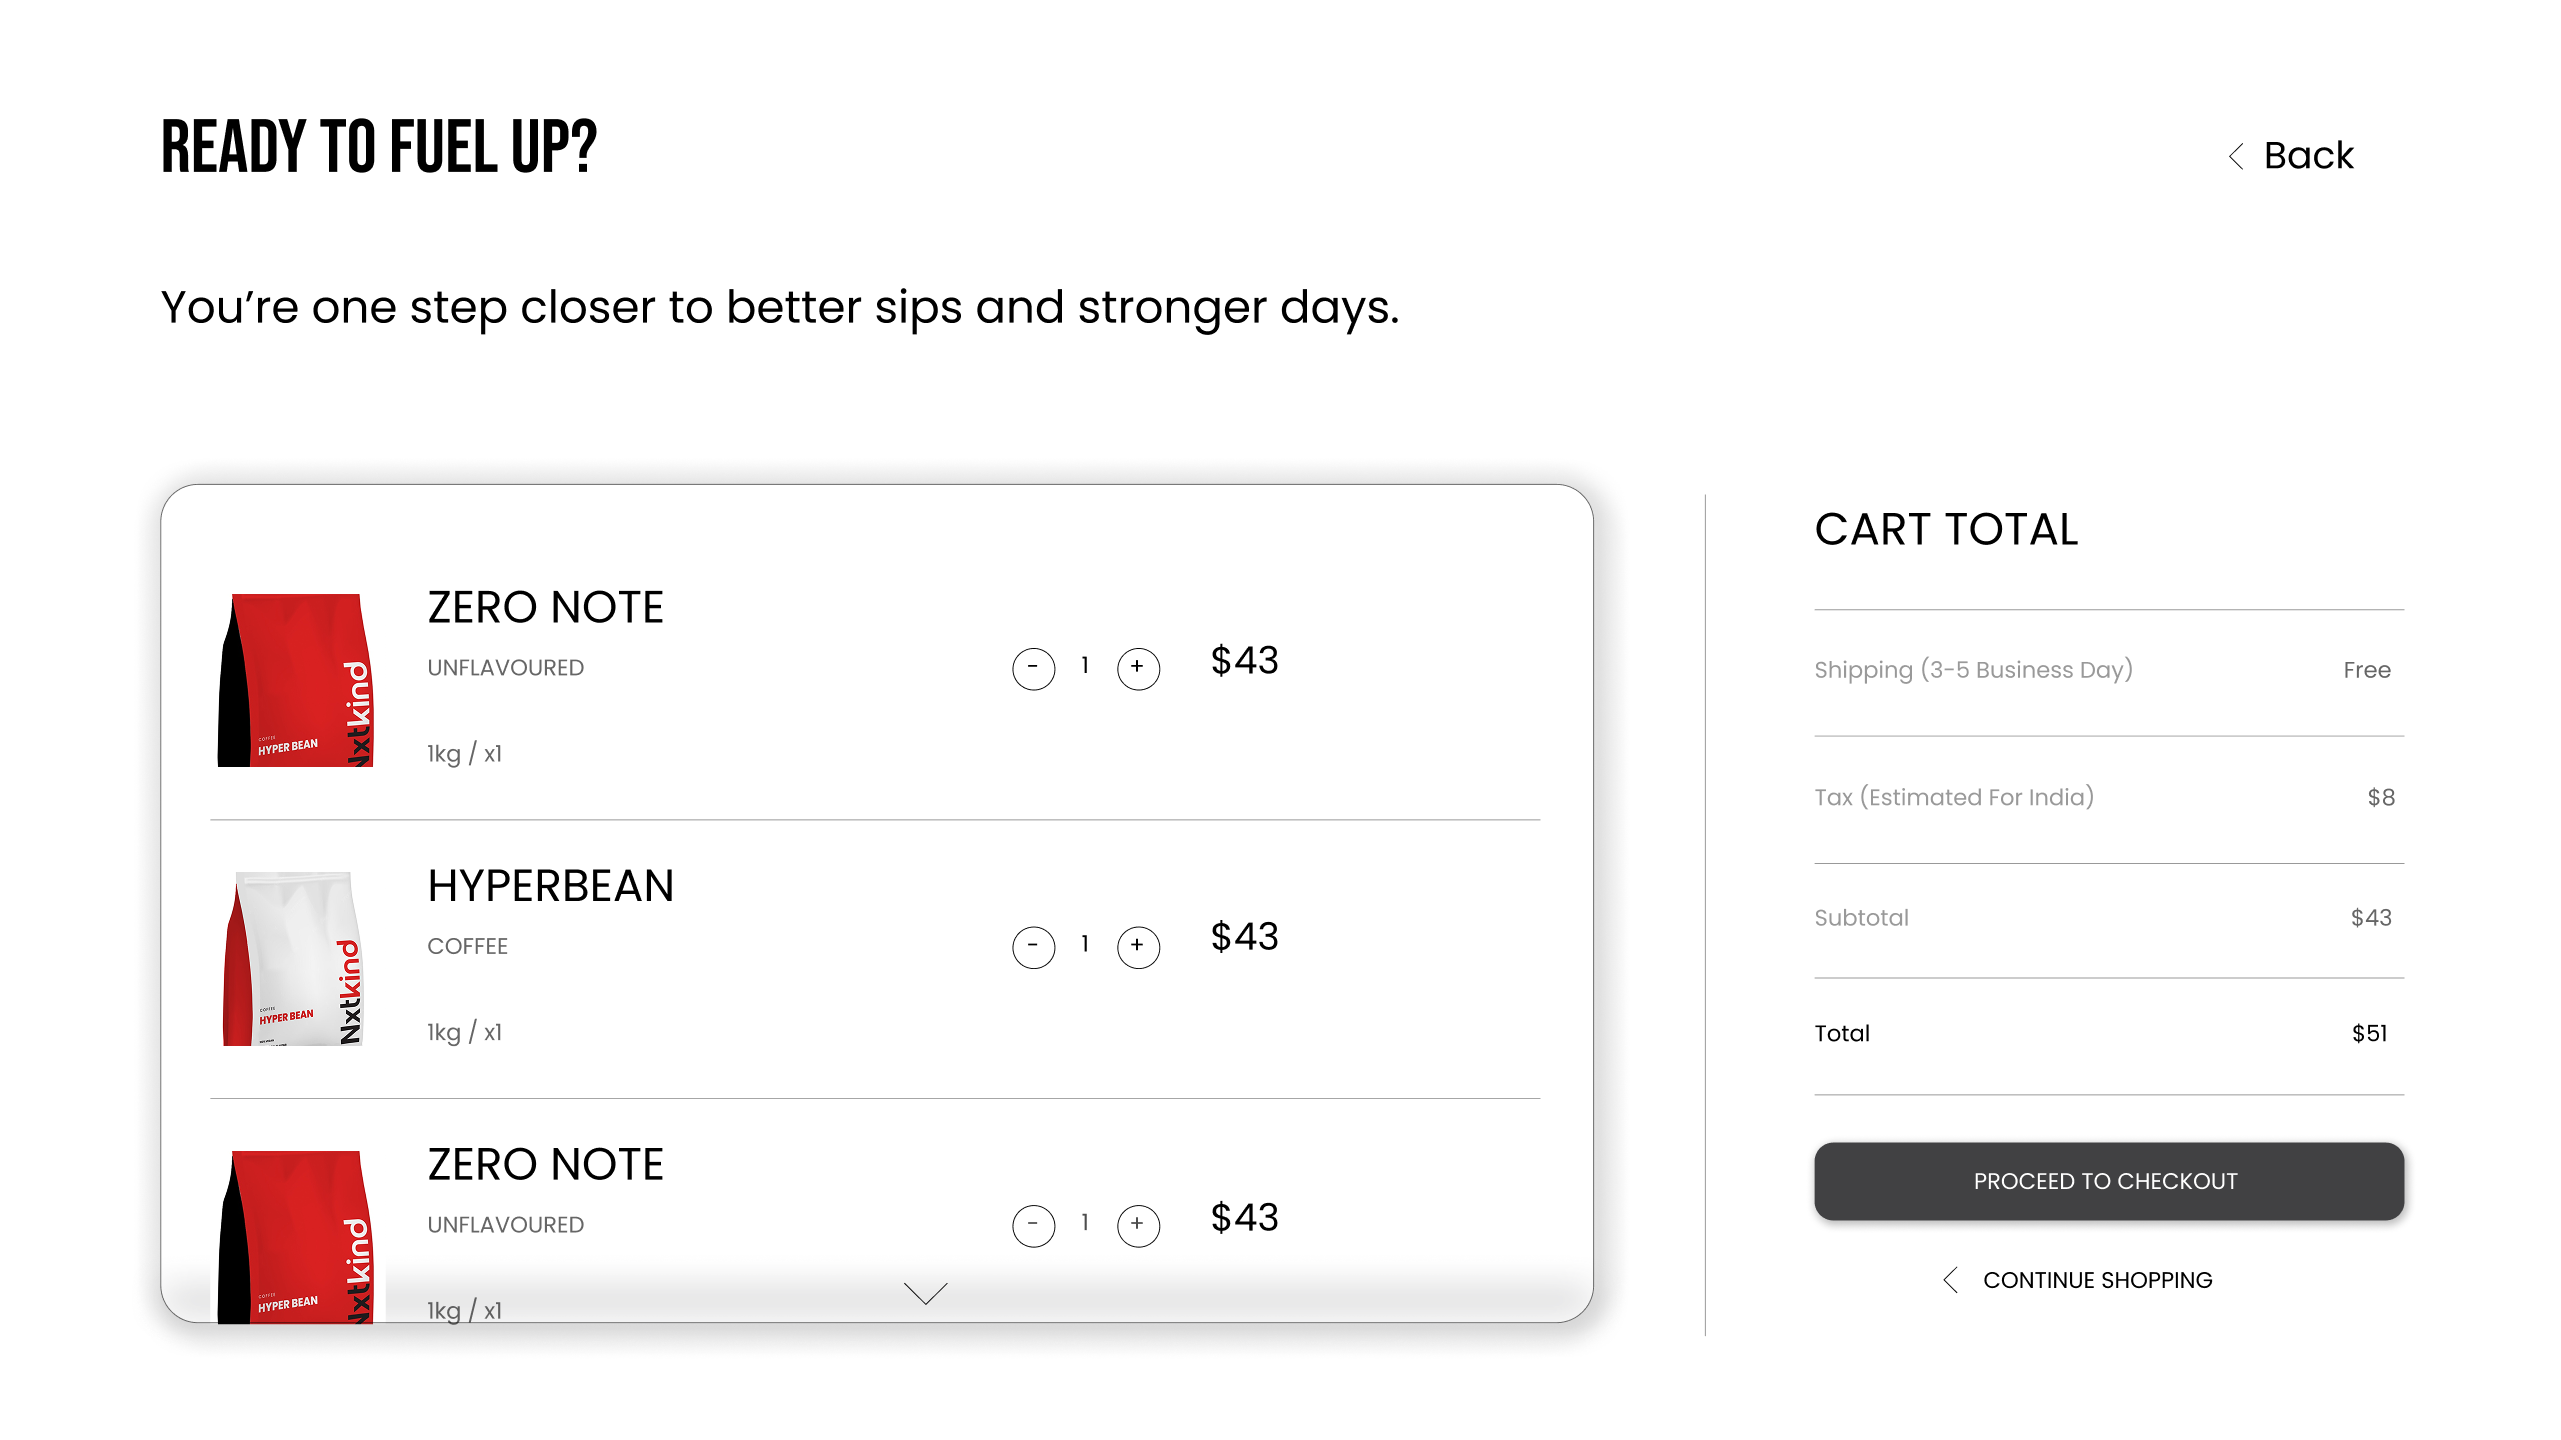 READY TO FUEL UP?
Back
You’re one step closer to better sips and stronger days.
ZERO NOTE
UNFLAVOURED
1kg / x1
- 1 + $43
Nxtkind
COFFEE
HYPER BEAN
HYPERBEAN
COFFEE
1kg / x1
- 1 + $43
Nxtkind
COFFEE
HYPER BEAN
ZERO NOTE
UNFLAVOURED
1kg / x1
- 1 + $43
Nxtkind
COFFEE
HYPER BEAN
CART TOTAL
Shipping (3-5 Business Day) Free
Tax (Estimated For India) $8
Subtotal $43
Total $51
PROCEED TO CHECKOUT
CONTINUE SHOPPING